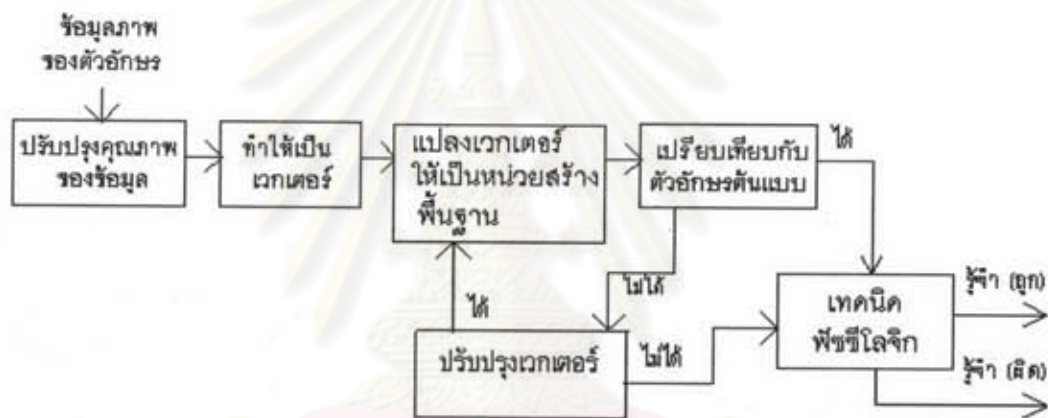 ข้อมูลภาพ
ของตัวอักษร
ปรับปรุงคุณภาพ
ของข้อมูล
ทำให้เป็น
เวกเตอร์
แปลงเวกเตอร์
ให้เป็นหน่วยสร้าง
พื้นฐาน
เปรียบเทียบกับ
ตัวอักษรต้นแบบ
ได้
ไม่ได้
ได้
ปรับปรุงเวกเตอร์
ไม่ได้
เทคนิค
ฟัซซีโลจิก
รู้จำ (ถูก)
รู้จำ (ผิด)